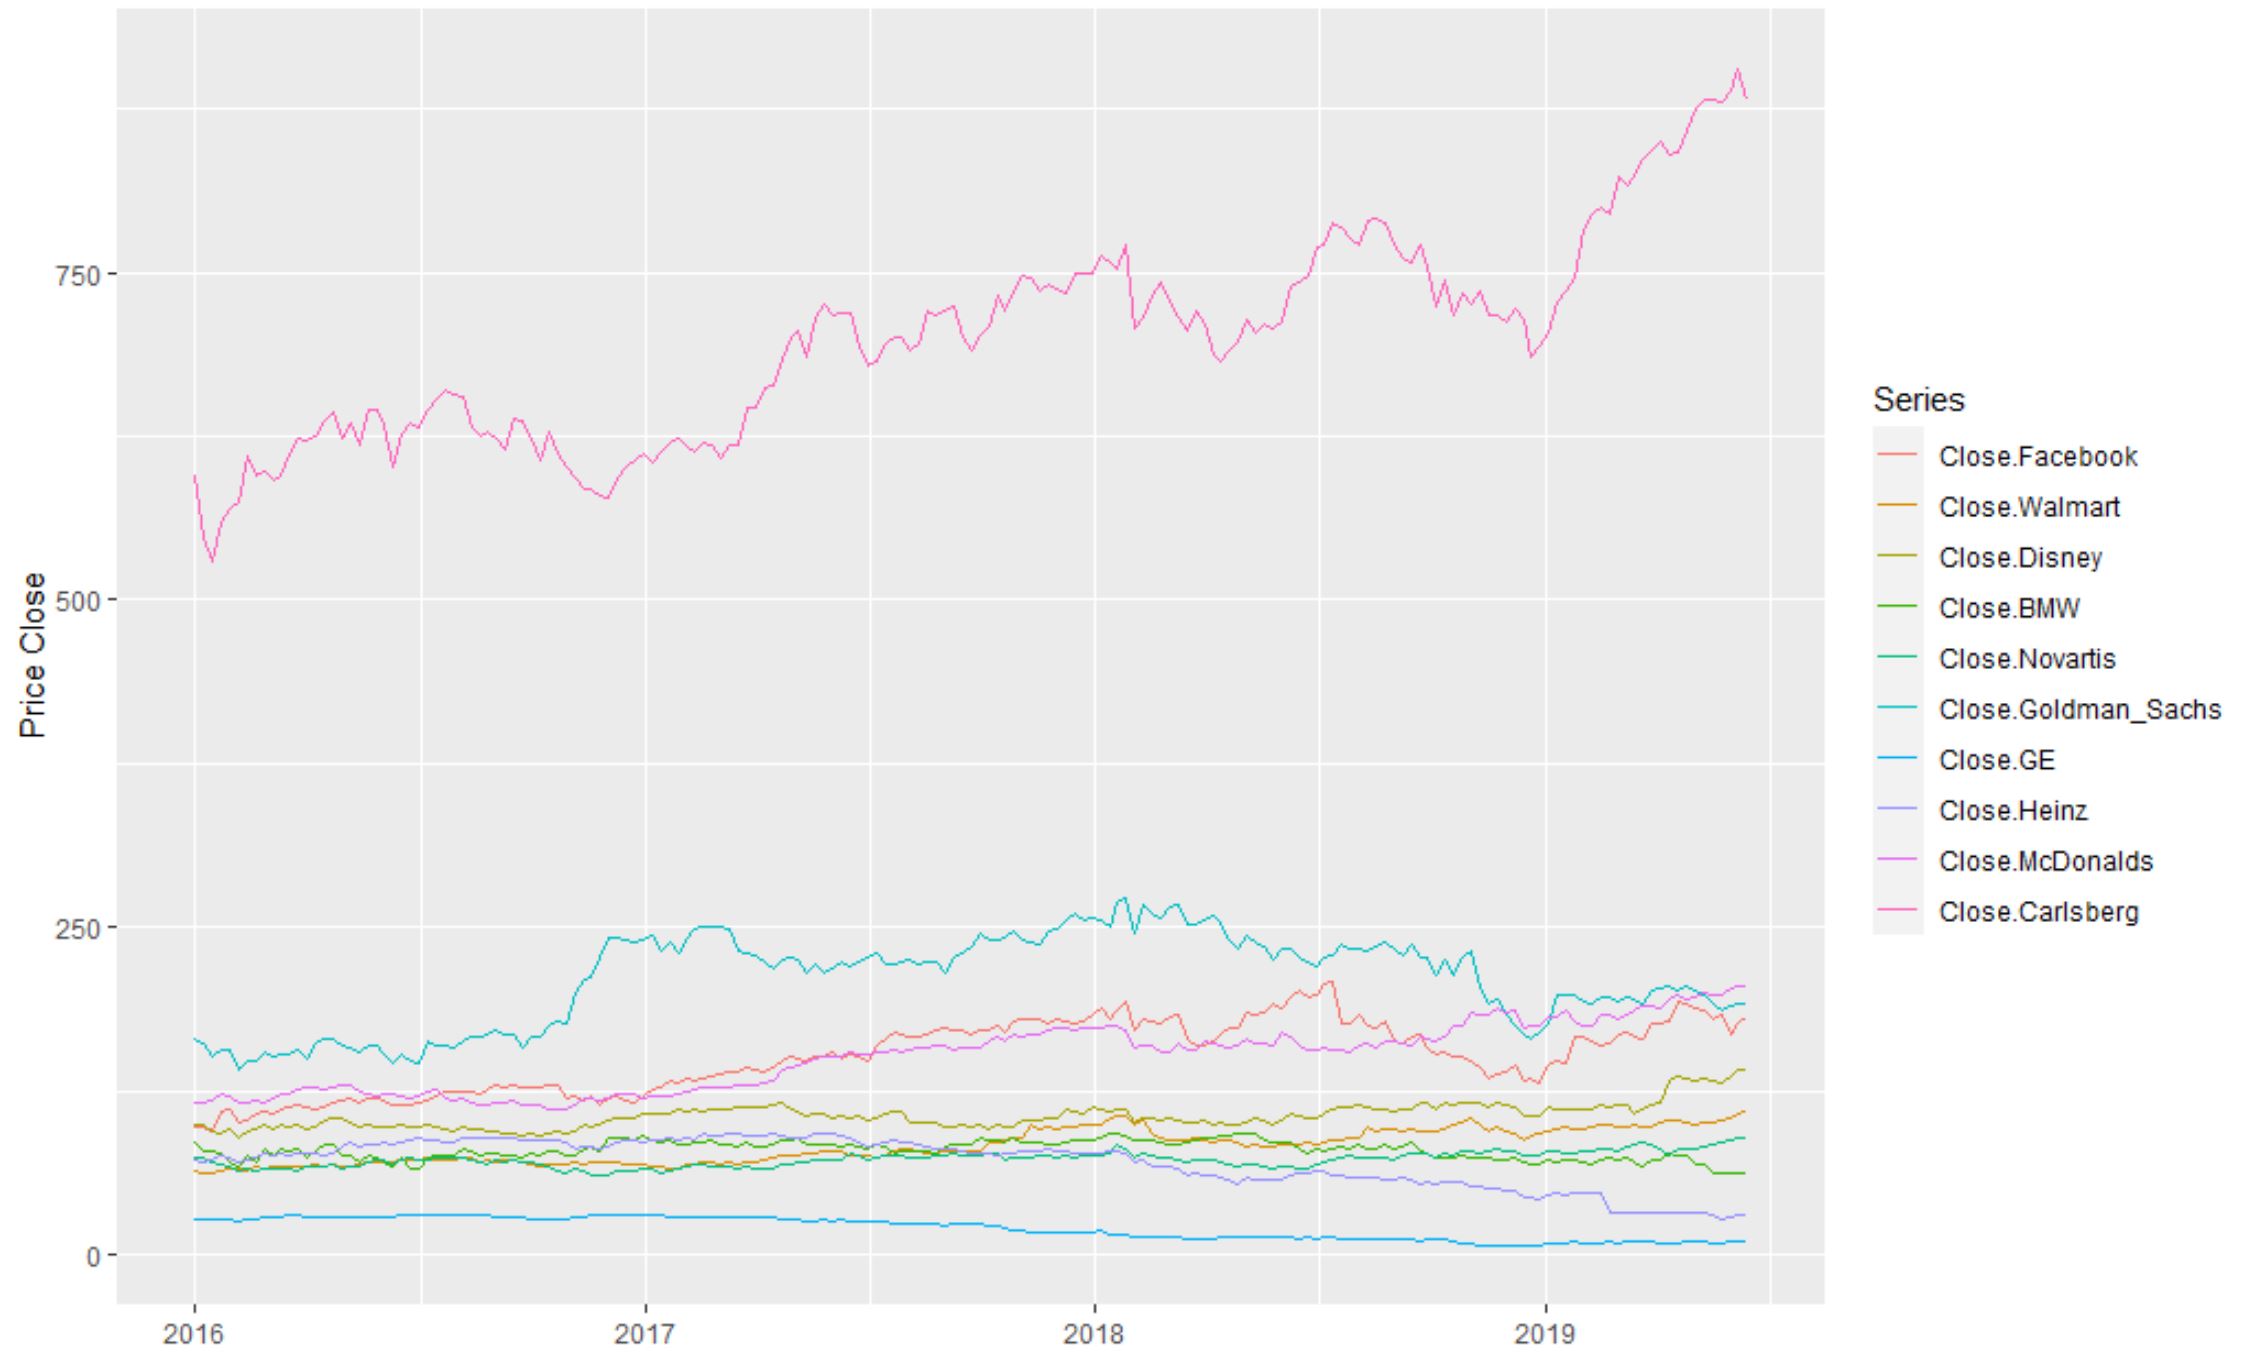 Price Close
750
500
250
0
2016
2017
2018
2019
Series
Close.Facebook
Close.Walmart
Close.Disney
Close.BMW
Close.Novartis
Close.Goldman_Sachs
Close.GE
Close.Heinz
Close.McDonalds
Close.Carlsberg